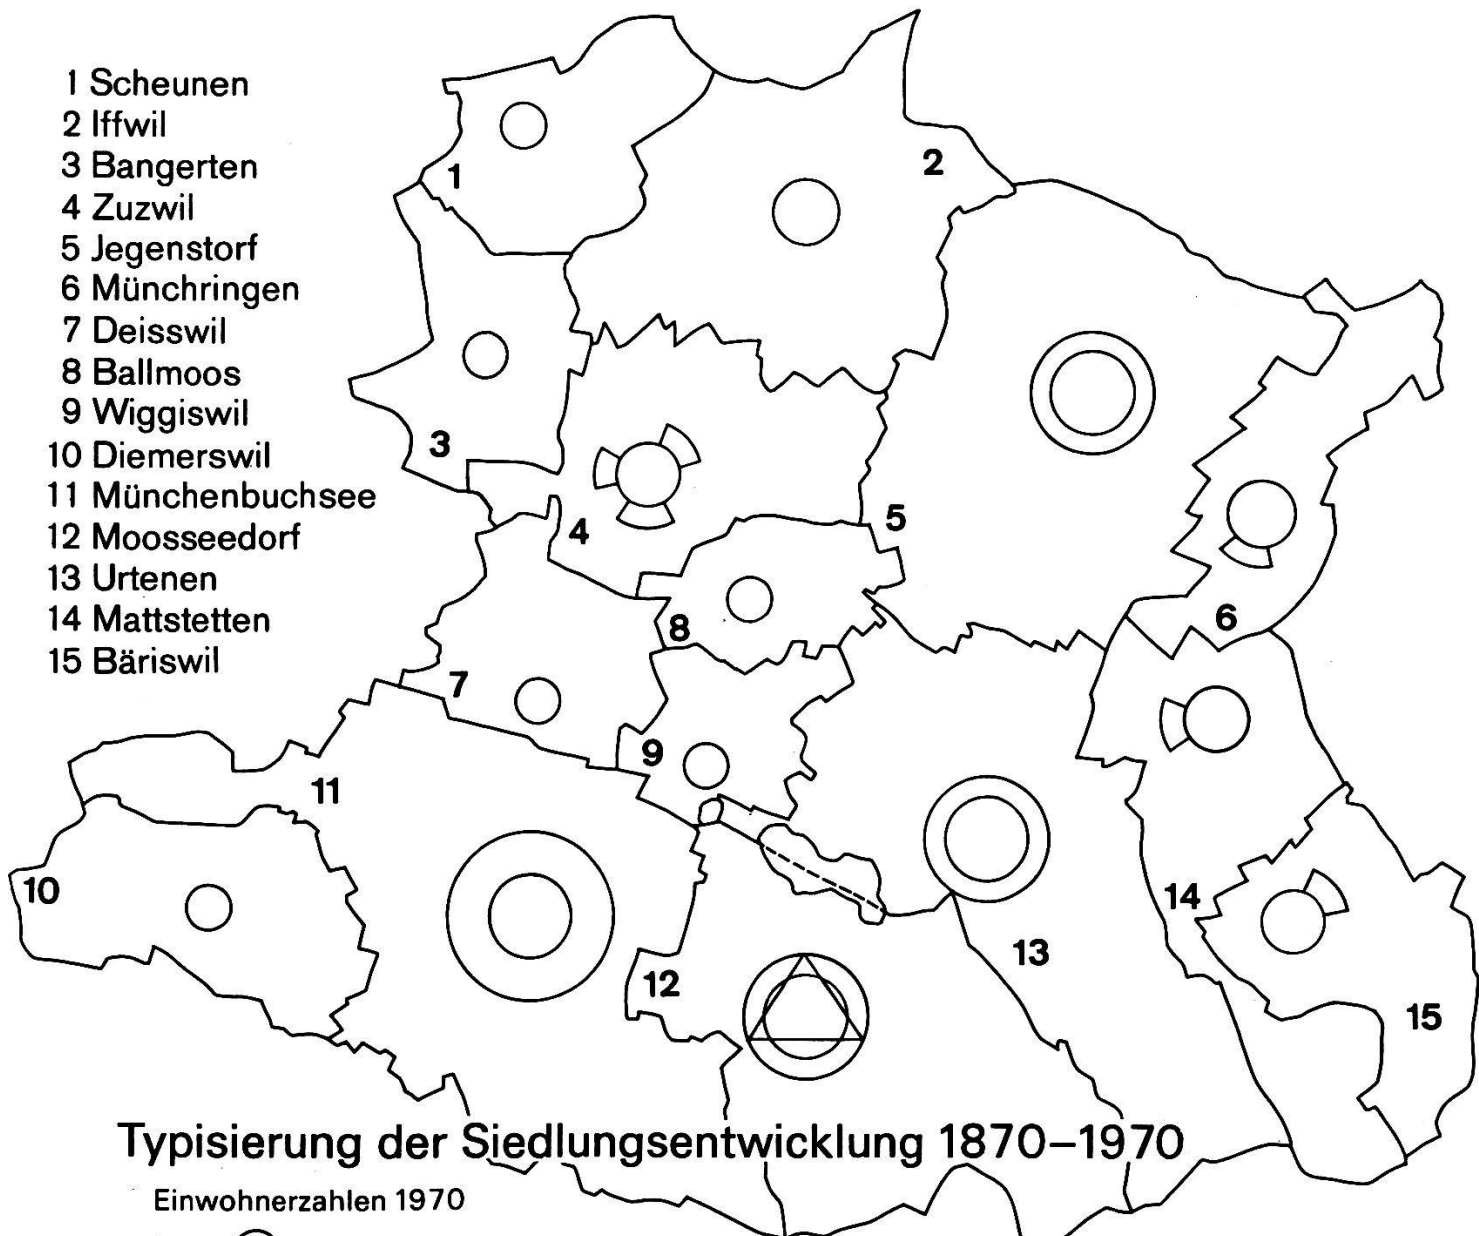 1 Scheunen
2 Iffwil
3 Bangerten
4 Zuzwil
5 Jegenstorf
6 Münchringen
7 Deisswil
8 Ballmoos
9 Wiggiswil
10 Diemerswil
11 Münchenbuchsee
12 Moosseedorf
13 Urtenen
14 Mattstetten
15 Bäriswil
1
2
3
4
5
6
7
8
9
10
11
12
13
14
15
Typisierung der Siedlungsentwicklung 1870–1970
Einwohnerzahlen 1970